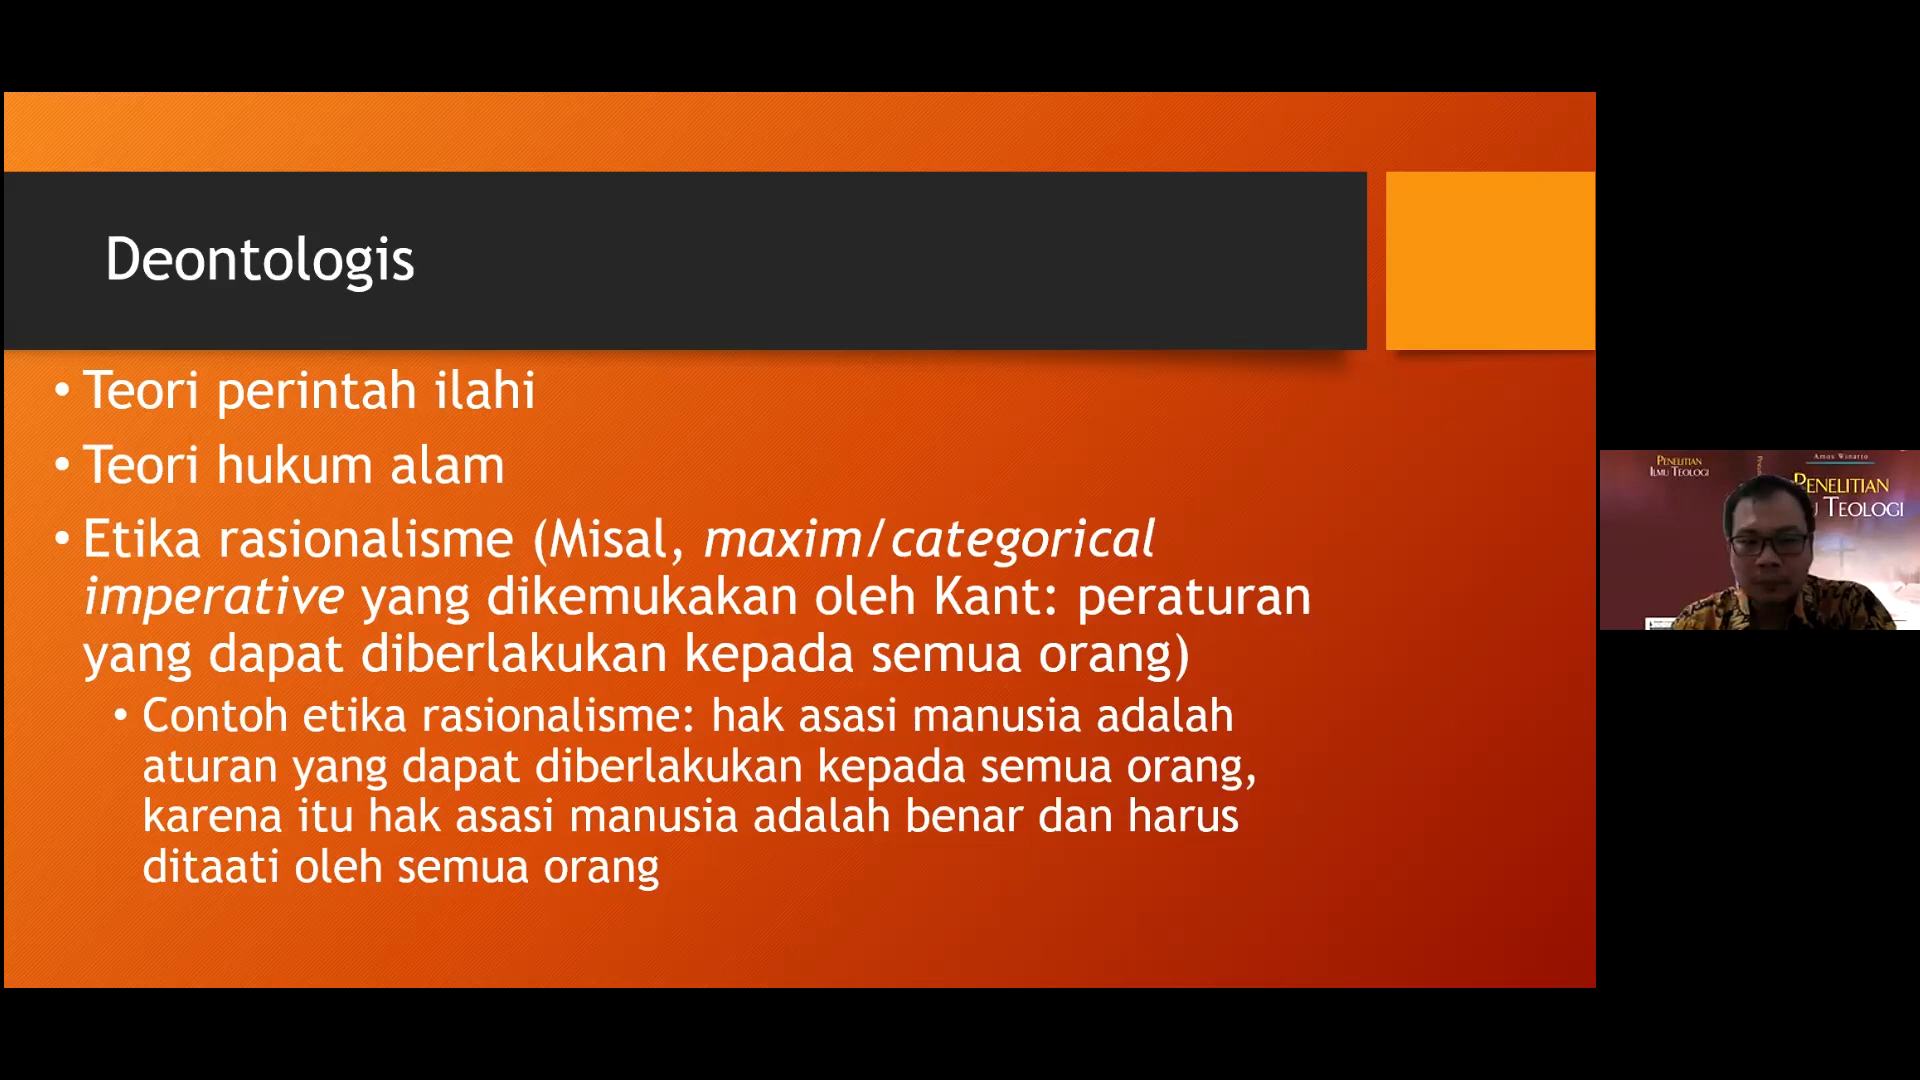 Deontologis
• Teori perintah ilahi
• Teori hukum alam
• Etika rasionalisme (Misal, maxim/categorical
imperative yang dikemukakan oleh Kant: peraturan
yang dapat diberlakukan kepada semua orang)
• Contoh etika rasionalisme: hak asasi manusia adalah
aturan yang dapat diberlakukan kepada semua orang,
karena itu hak asasi manusia adalah benar dan harus
ditaati oleh semua orang
PENELITIAN
ILMU TEOLOGI
Amos Winarto
PENELITIAN
TEOLOGI